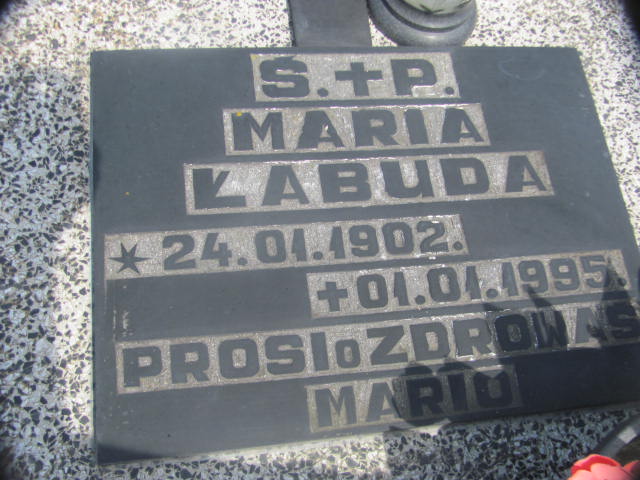 Ś.✝P.
MARIA
ŁABUDA
* 24.01.1902.
✝01.01.1995.
PROSI o ZDROWAŚ
MARIO